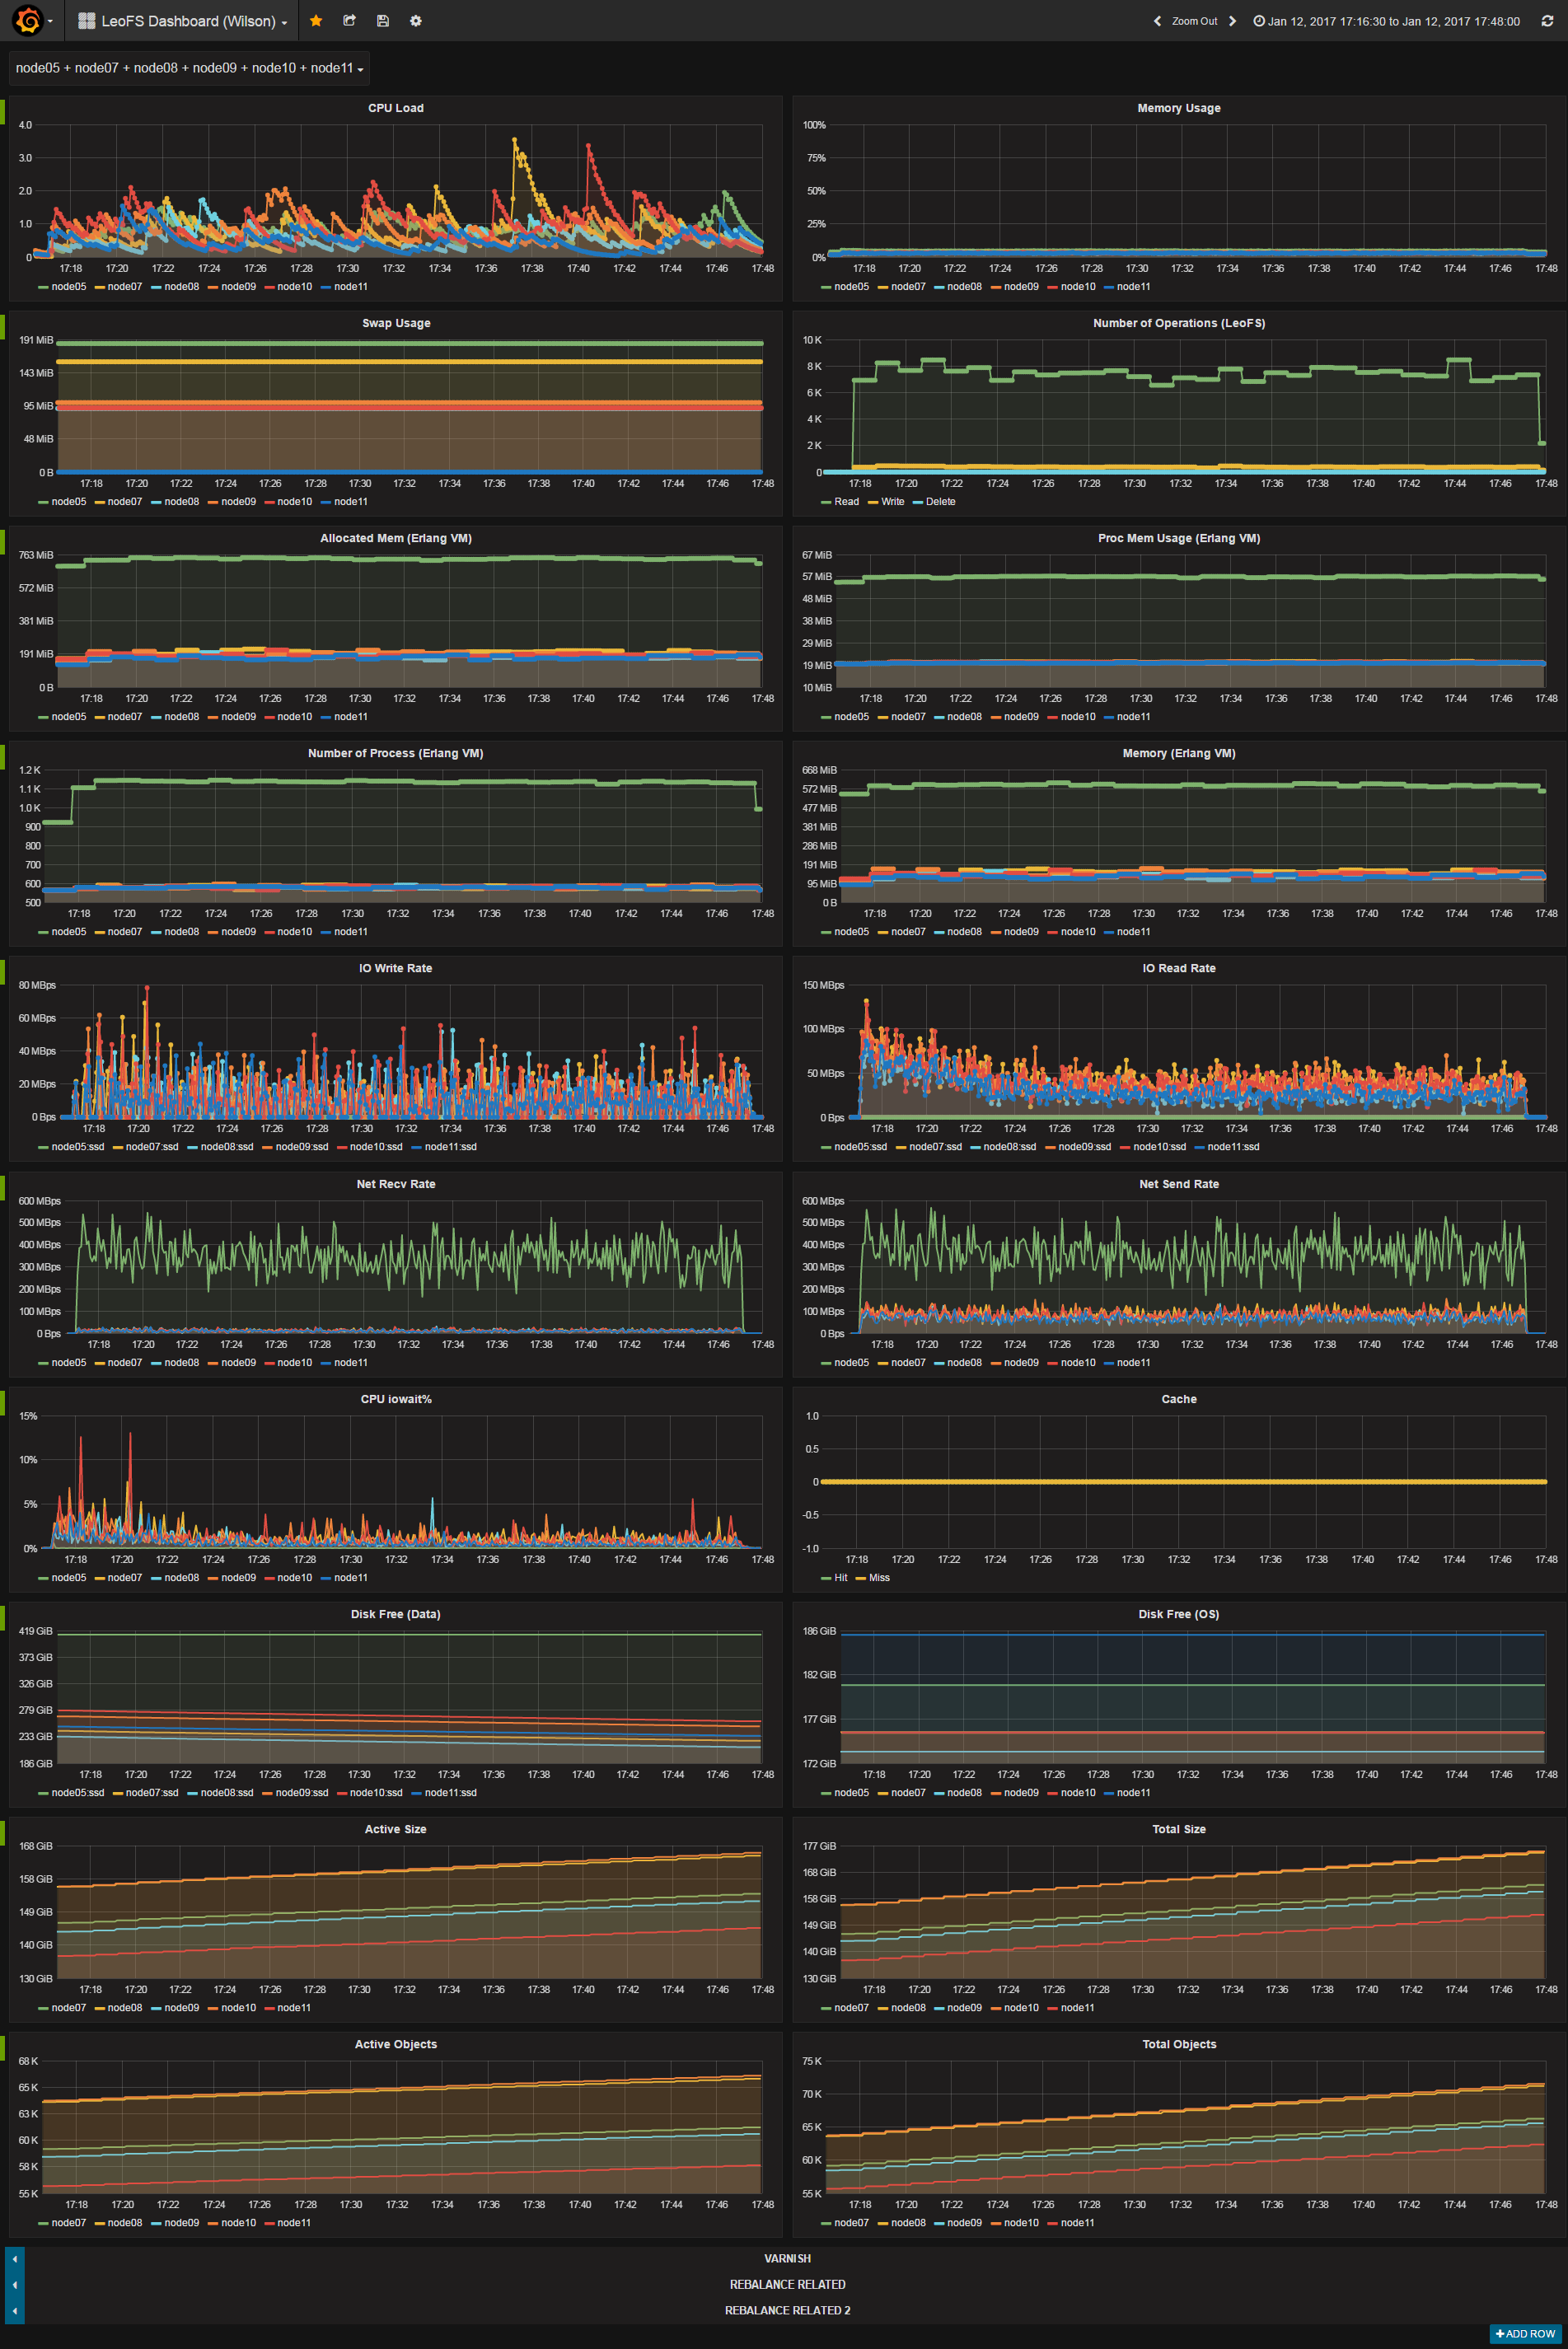 LeoFS Dashboard (Wilson)
Zoom Out
Jan 12, 2017 17:16:30 to Jan 12, 2017 17:48:00
node05 + node07 + node08 + node09 + node10 + node11
CPU Load
4.0
3.0
2.0
1.0
0
17:18 17:20 17:22 17:24 17:26 17:28 17:30 17:32 17:34 17:36 17:38 17:40 17:42 17:44 17:46 17:48
node05 node07 node08 node09 node10 node11
Memory Usage
100%
75%
50%
25%
0%
17:18 17:20 17:22 17:24 17:26 17:28 17:30 17:32 17:34 17:36 17:38 17:40 17:42 17:44 17:46 17:48
node05 node07 node08 node09 node10 node11
Swap Usage
191 MiB
143 MiB
95 MiB
48 MiB
0 B
17:18 17:20 17:22 17:24 17:26 17:28 17:30 17:32 17:34 17:36 17:38 17:40 17:42 17:44 17:46 17:48
node05 node07 node08 node09 node10 node11
Number of Operations (LeoFS)
10 K
8 K
6 K
4 K
2 K
0
17:18 17:20 17:22 17:24 17:26 17:28 17:30 17:32 17:34 17:36 17:38 17:40 17:42 17:44 17:46 17:48
Read Write Delete
Allocated Mem (Erlang VM)
763 MiB
572 MiB
381 MiB
191 MiB
0 B
17:18 17:20 17:22 17:24 17:26 17:28 17:30 17:32 17:34 17:36 17:38 17:40 17:42 17:44 17:46 17:48
node05 node07 node08 node09 node10 node11
Proc Mem Usage (Erlang VM)
67 MiB
57 MiB
48 MiB
38 MiB
29 MiB
19 MiB
10 MiB
17:18 17:20 17:22 17:24 17:26 17:28 17:30 17:32 17:34 17:36 17:38 17:40 17:42 17:44 17:46 17:48
node05 node07 node08 node09 node10 node11
Number of Process (Erlang VM)
1.2 K
1.1 K
1.0 K
900
800
700
600
500
17:18 17:20 17:22 17:24 17:26 17:28 17:30 17:32 17:34 17:36 17:38 17:40 17:42 17:44 17:46 17:48
node05 node07 node08 node09 node10 node11
Memory (Erlang VM)
668 MiB
572 MiB
477 MiB
381 MiB
286 MiB
191 MiB
95 MiB
0 B
17:18 17:20 17:22 17:24 17:26 17:28 17:30 17:32 17:34 17:36 17:38 17:40 17:42 17:44 17:46 17:48
node05 node07 node08 node09 node10 node11
IO Write Rate
80 MBps
60 MBps
40 MBps
20 MBps
0 Bps
17:18 17:20 17:22 17:24 17:26 17:28 17:30 17:32 17:34 17:36 17:38 17:40 17:42 17:44 17:46 17:48
node05:ssd node07:ssd node08:ssd node09:ssd node10:ssd node11:ssd
IO Read Rate
150 MBps
100 MBps
50 MBps
0 Bps
17:18 17:20 17:22 17:24 17:26 17:28 17:30 17:32 17:34 17:36 17:38 17:40 17:42 17:44 17:46 17:48
node05:ssd node07:ssd node08:ssd node09:ssd node10:ssd node11:ssd
Net Recv Rate
600 MBps
500 MBps
400 MBps
300 MBps
200 MBps
100 MBps
0 Bps
17:18 17:20 17:22 17:24 17:26 17:28 17:30 17:32 17:34 17:36 17:38 17:40 17:42 17:44 17:46 17:48
node05 node07 node08 node09 node10 node11
Net Send Rate
600 MBps
500 MBps
400 MBps
300 MBps
200 MBps
100 MBps
0 Bps
17:18 17:20 17:22 17:24 17:26 17:28 17:30 17:32 17:34 17:36 17:38 17:40 17:42 17:44 17:46 17:48
node05 node07 node08 node09 node10 node11
CPU iowait%
15%
10%
5%
0%
17:18 17:20 17:22 17:24 17:26 17:28 17:30 17:32 17:34 17:36 17:38 17:40 17:42 17:44 17:46 17:48
node05 node07 node08 node09 node10 node11
Cache
1.0
0.5
0
-0.5
-1.0
17:18 17:20 17:22 17:24 17:26 17:28 17:30 17:32 17:34 17:36 17:38 17:40 17:42 17:44 17:46 17:48
Hit Miss
Disk Free (Data)
419 GiB
373 GiB
326 GiB
279 GiB
233 GiB
186 GiB
17:18 17:20 17:22 17:24 17:26 17:28 17:30 17:32 17:34 17:36 17:38 17:40 17:42 17:44 17:46 17:48
node05:ssd node07:ssd node08:ssd node09:ssd node10:ssd node11:ssd
Disk Free (OS)
186 GiB
182 GiB
177 GiB
172 GiB
17:18 17:20 17:22 17:24 17:26 17:28 17:30 17:32 17:34 17:36 17:38 17:40 17:42 17:44 17:46 17:48
node05 node07 node08 node09 node10 node11
Active Size
168 GiB
158 GiB
149 GiB
140 GiB
130 GiB
17:18 17:20 17:22 17:24 17:26 17:28 17:30 17:32 17:34 17:36 17:38 17:40 17:42 17:44 17:46 17:48
node07 node08 node09 node10 node11
Total Size
177 GiB
168 GiB
158 GiB
149 GiB
140 GiB
130 GiB
17:18 17:20 17:22 17:24 17:26 17:28 17:30 17:32 17:34 17:36 17:38 17:40 17:42 17:44 17:46 17:48
node07 node08 node09 node10 node11
Active Objects
68 K
65 K
63 K
60 K
58 K
55 K
17:18 17:20 17:22 17:24 17:26 17:28 17:30 17:32 17:34 17:36 17:38 17:40 17:42 17:44 17:46 17:48
node07 node08 node09 node10 node11
Total Objects
75 K
70 K
65 K
60 K
55 K
17:18 17:20 17:22 17:24 17:26 17:28 17:30 17:32 17:34 17:36 17:38 17:40 17:42 17:44 17:46 17:48
node07 node08 node09 node10 node11
VARNISH
REBALANCE RELATED
REBALANCE RELATED 2
ADD ROW